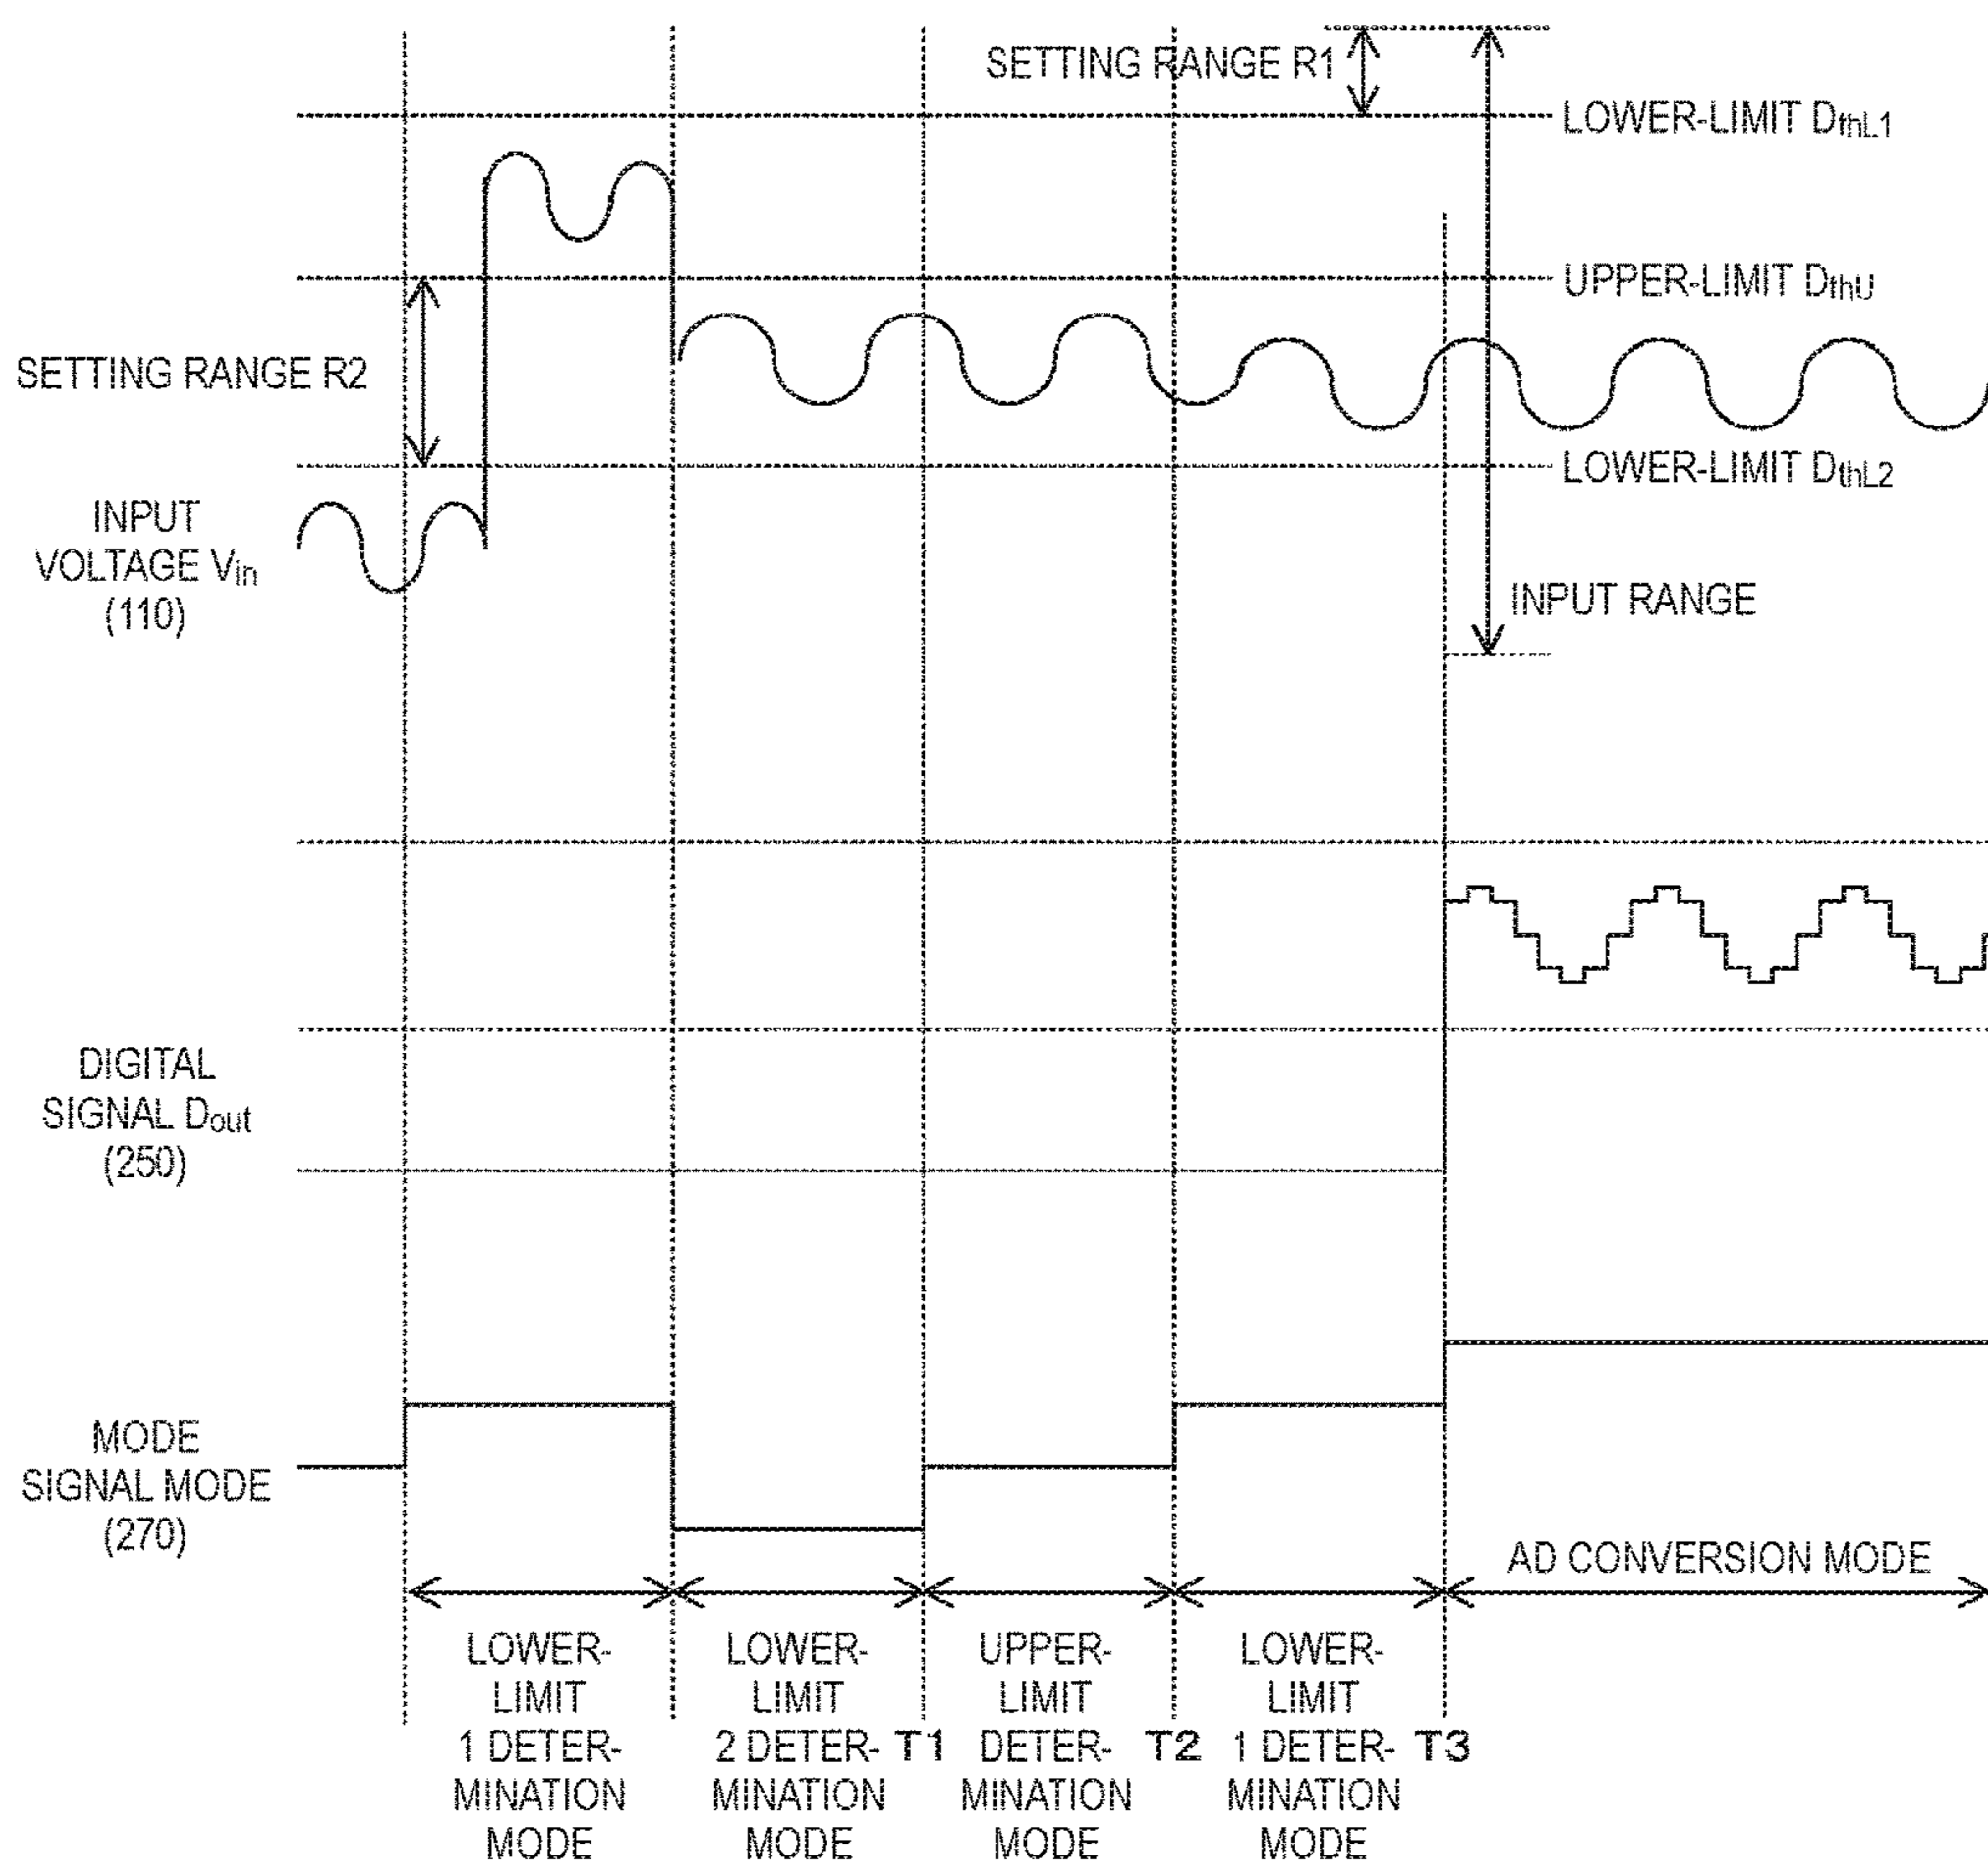 SETTING RANGE R1
LOWER-LIMIT DthL1
UPPER-LIMIT DthU
SETTING RANGE R2
LOWER-LIMIT DthL2
INPUT
VOLTAGE Vin
(110)
INPUT RANGE
DIGITAL
SIGNAL Dout
(250)
MODE
SIGNAL MODE
(270)
AD CONVERSION MODE
LOWER-
LIMIT
1 DETER-
MINATION
MODE
LOWER-
LIMIT
2 DETER-
MINATION
MODE
T1
UPPER-
LIMIT
DETER-
MINATION
MODE
T2
LOWER-
LIMIT
1 DETER-
MINATION
MODE
T3